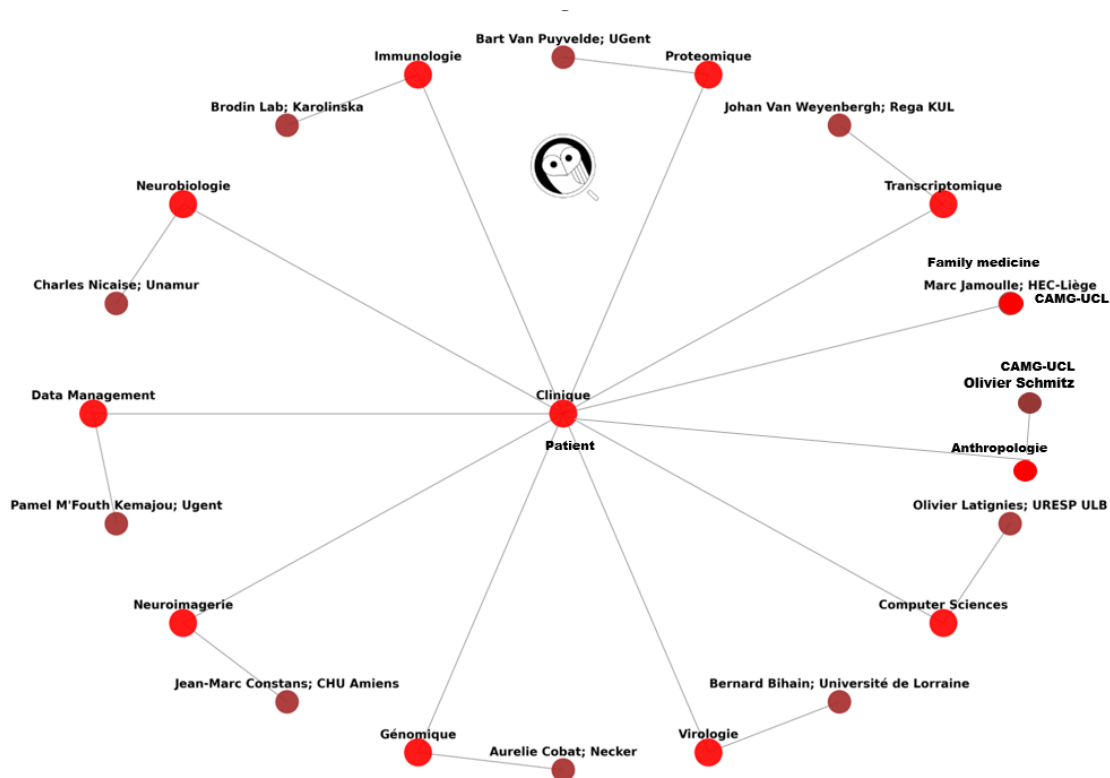 Bart Van Puyvelde; UGent
Immunologie
Proteomique
Brodin Lab; Karolinska
Johan Van Weyenbergh; Rega KUL
Neurobiologie
Transcriptomique
Family medicine
Charles Nicaise; Unamur
Marc Jamoulle; HEC-Liège
CAMG-UCL
CAMG-UCL
Olivier Schmitz
Data Management
Clinique
Patient
Anthropologie
Pamel M'Fouth Kemajou; Ugent
Olivier Latignies; URESP ULB
Neuroimagerie
Computer Sciences
Jean-Marc Constans; CHU Amiens
Bernard Bihain; Université de Lorraine
Génomique
Virologie
Aurelie Cobat; Necker